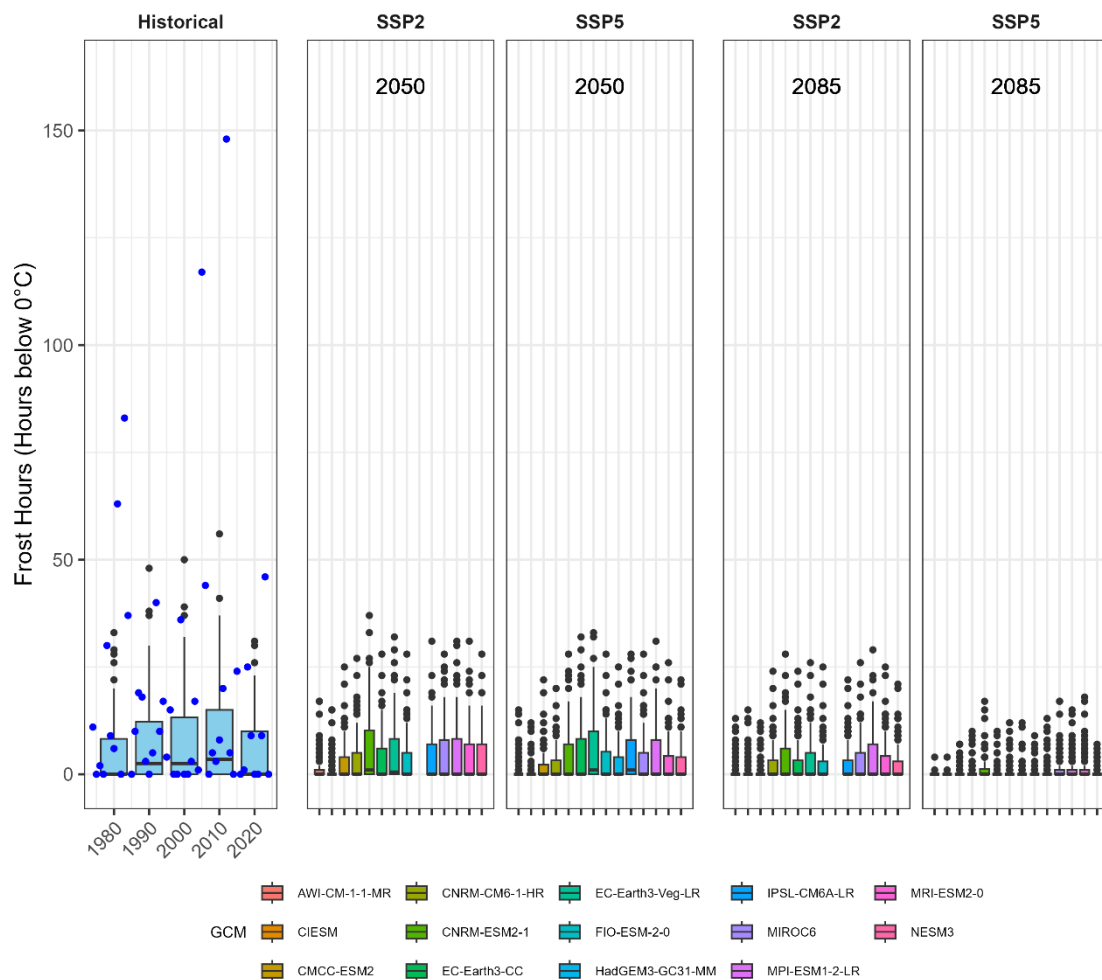 Historical SSP2 SSP5 SSP2 SSP5
2050 2050 2085 2085
150
100
50
0
Frost Hours (Hours below 0°C)
1980 1990 2000 2010 2020
AWI-CM-1-1-MR CNRM-CM6-1-HR EC-Earth3-Veg-LR IPSL-CM6A-LR MRI-ESM2-0
GCM CIESM CNRM-ESM2-1 FIO-ESM-2-0 MIROC6 NESM3
CMCC-ESM2 EC-Earth3-CC HadGEM3-GC31-MM MPI-ESM1-2-LR